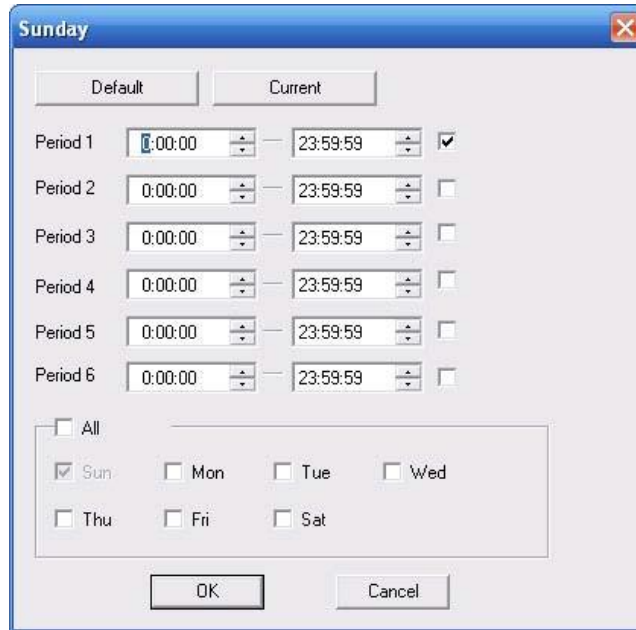 Sunday
Default Current
Period 1 0:00:00 — 23:59:59
Period 2 0:00:00 — 23:59:59
Period 3 0:00:00 — 23:59:59
Period 4 0:00:00 — 23:59:59
Period 5 0:00:00 — 23:59:59
Period 6 0:00:00 — 23:59:59
All
Sun Mon Tue Wed
Thu Fri Sat
OK Cancel